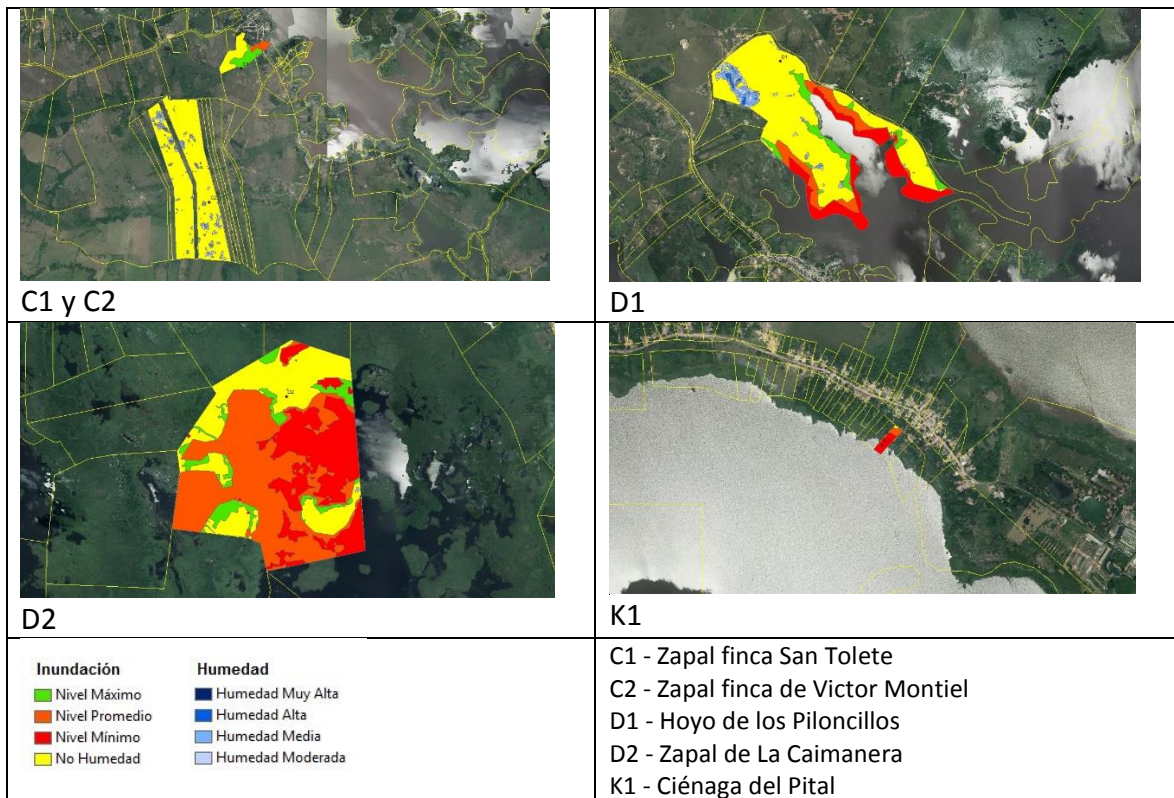 C1 y C2
D1
D2
K1
Inundación
Nivel Máximo
Nivel Promedio
Nivel Mínimo
No Humedad
Humedad
Humedad Muy Alta
Humedad Alta
Humedad Media
Humedad Moderada
C1 - Zapal finca San Tolete
C2 - Zapal finca de Victor Montiel
D1 - Hoyo de los Piloncillos
D2 - Zapal de La Caimanera
K1 - Ciénaga del Pital